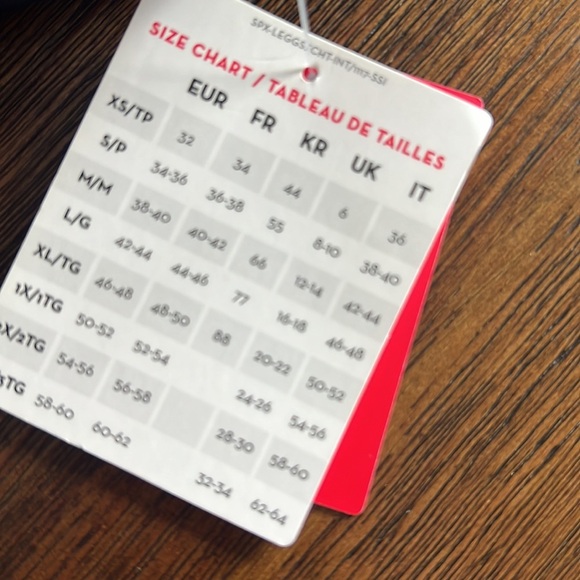 SPX-LEGGS/CHT-INT/1117-SSI
SIZE CHART / TABLEAU DE TAILLES
EUR FR KR UK IT
XS/TP 32 34 44 6 36
S/P 34-36 36-38 55 8-10 38-40
M/M 38-40 40-42 66 12-14 42-44
L/G 42-44 44-46 77 16-18 46-48
XL/TG 46-48 48-50 88 20-22 50-52
1X/1TG 50-52 52-54 24-26 54-56
X/2TG 54-56 56-58 28-30 58-60
3TG 58-60 60-62 32-34 62-64